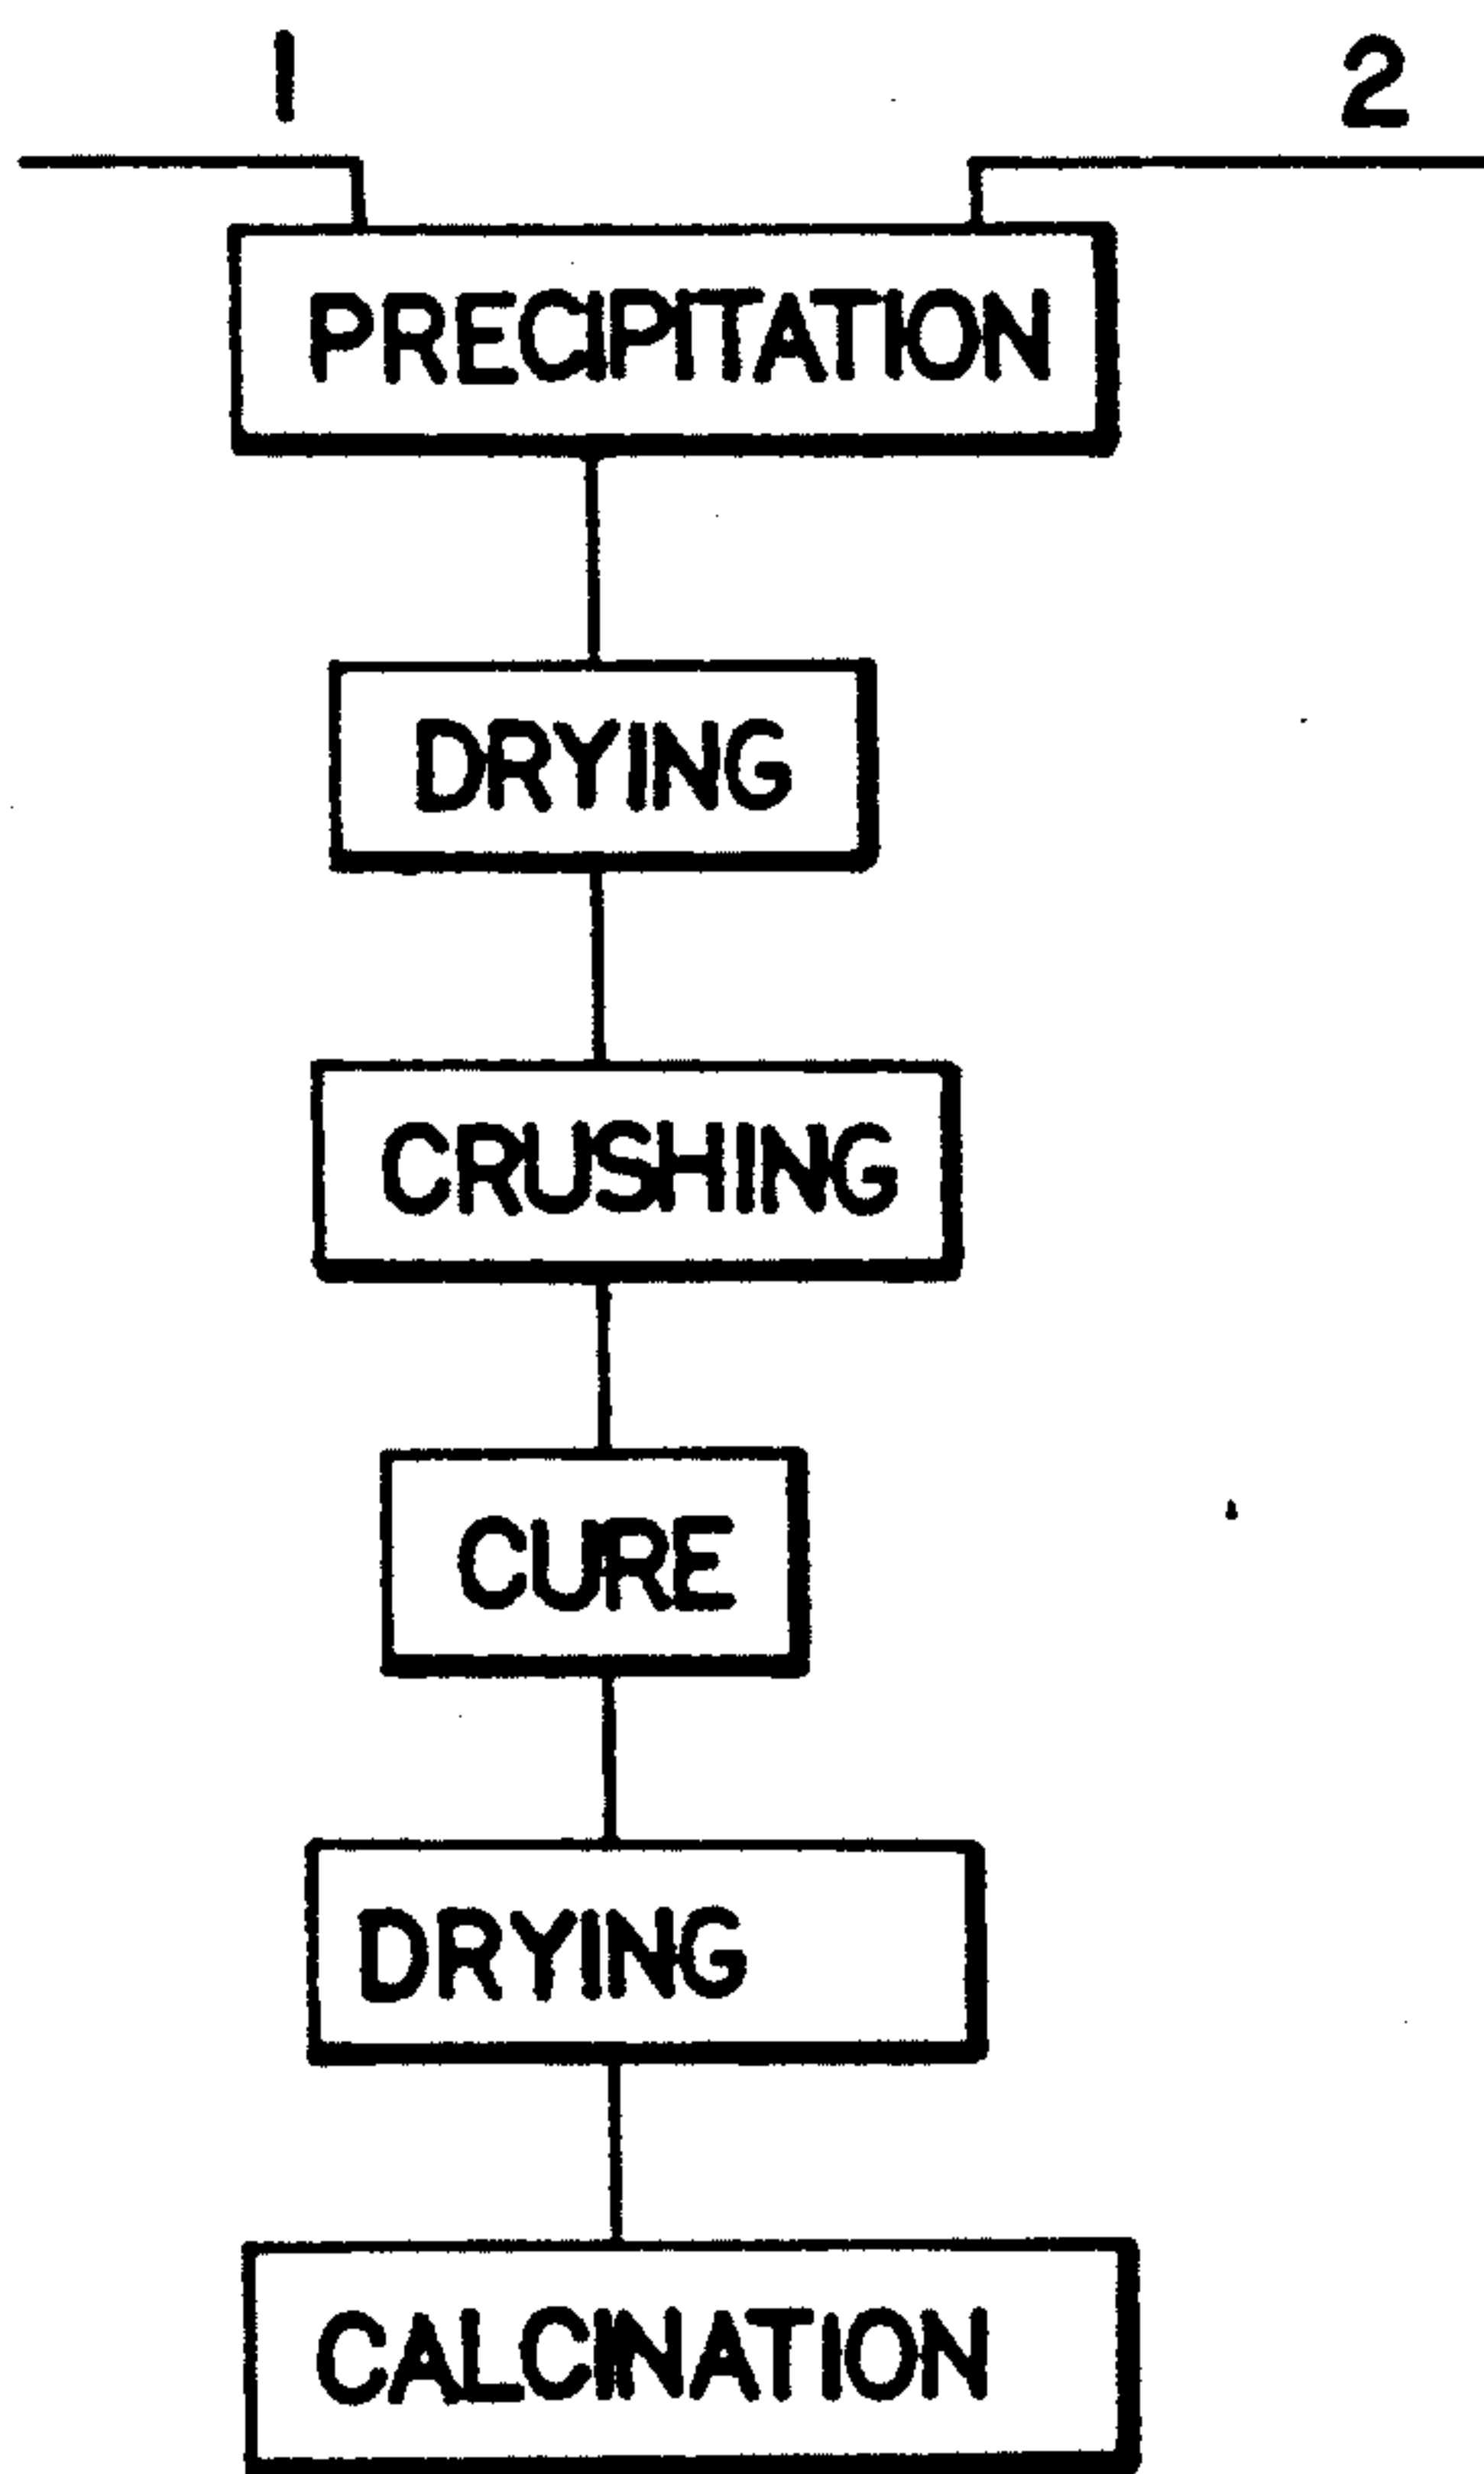 1 2
PRECIPITATION
DRYING
CRUSHING
CURE
DRYING
CALCINATION